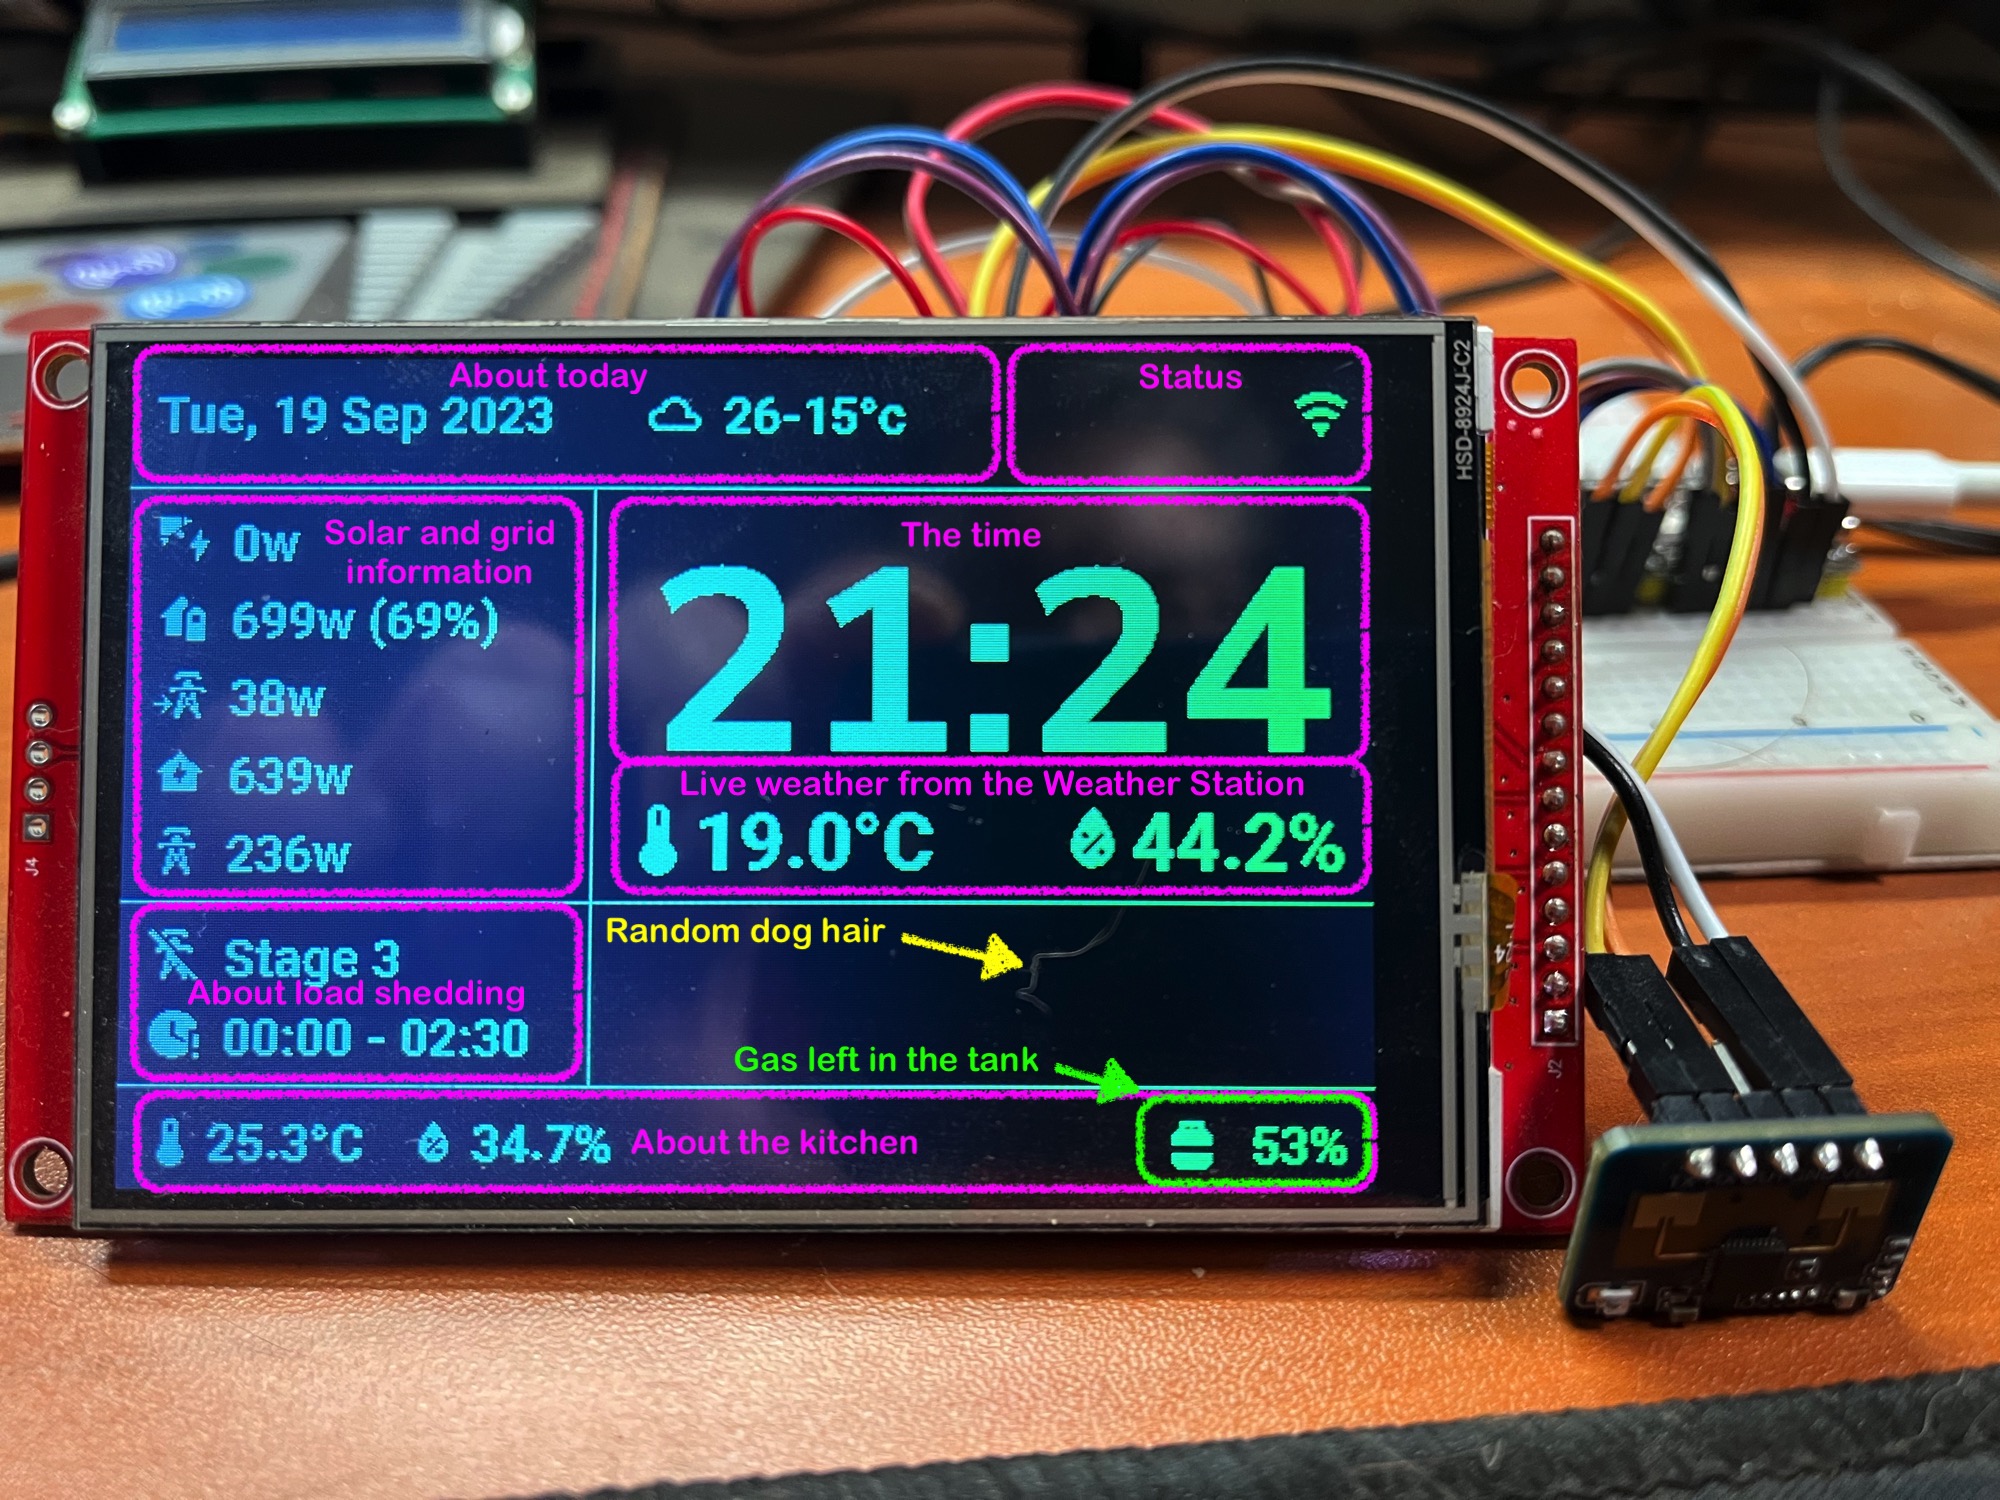 About today
Tue, 19 Sep 2023 26-15°c
Status
0w
Solar and grid
information
699w (69%)
38w
639w
236w
The time
21:24
Live weather from the Weather Station
19.0°C 44.2%
Stage 3
About load shedding
00:00 - 02:30
Random dog hair
Gas left in the tank
25.3°C 34.7% About the kitchen 53%
HSD-8924J-C2
J4
J2